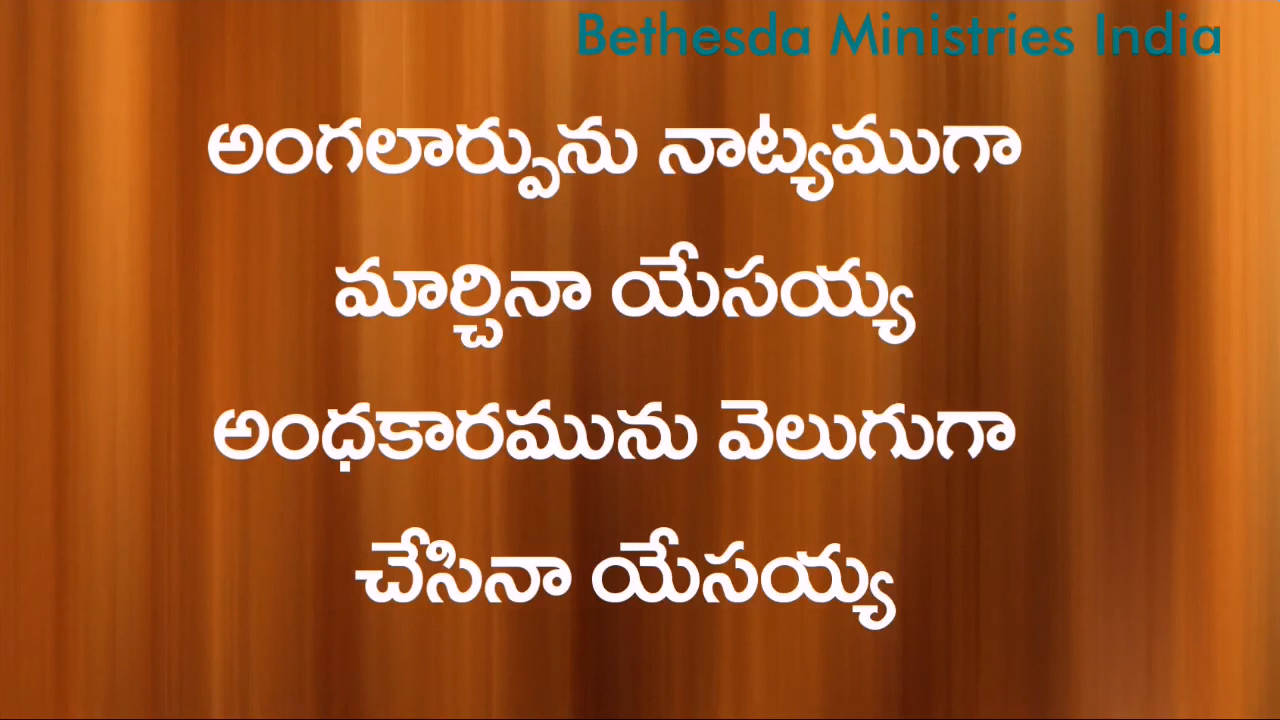 Bethesda Ministries India
అంగలార్పును నాట్యముగా
మార్చినా యేసయ్య
అంధకారమును వెలుగుగా
చేసినా యేసయ్య